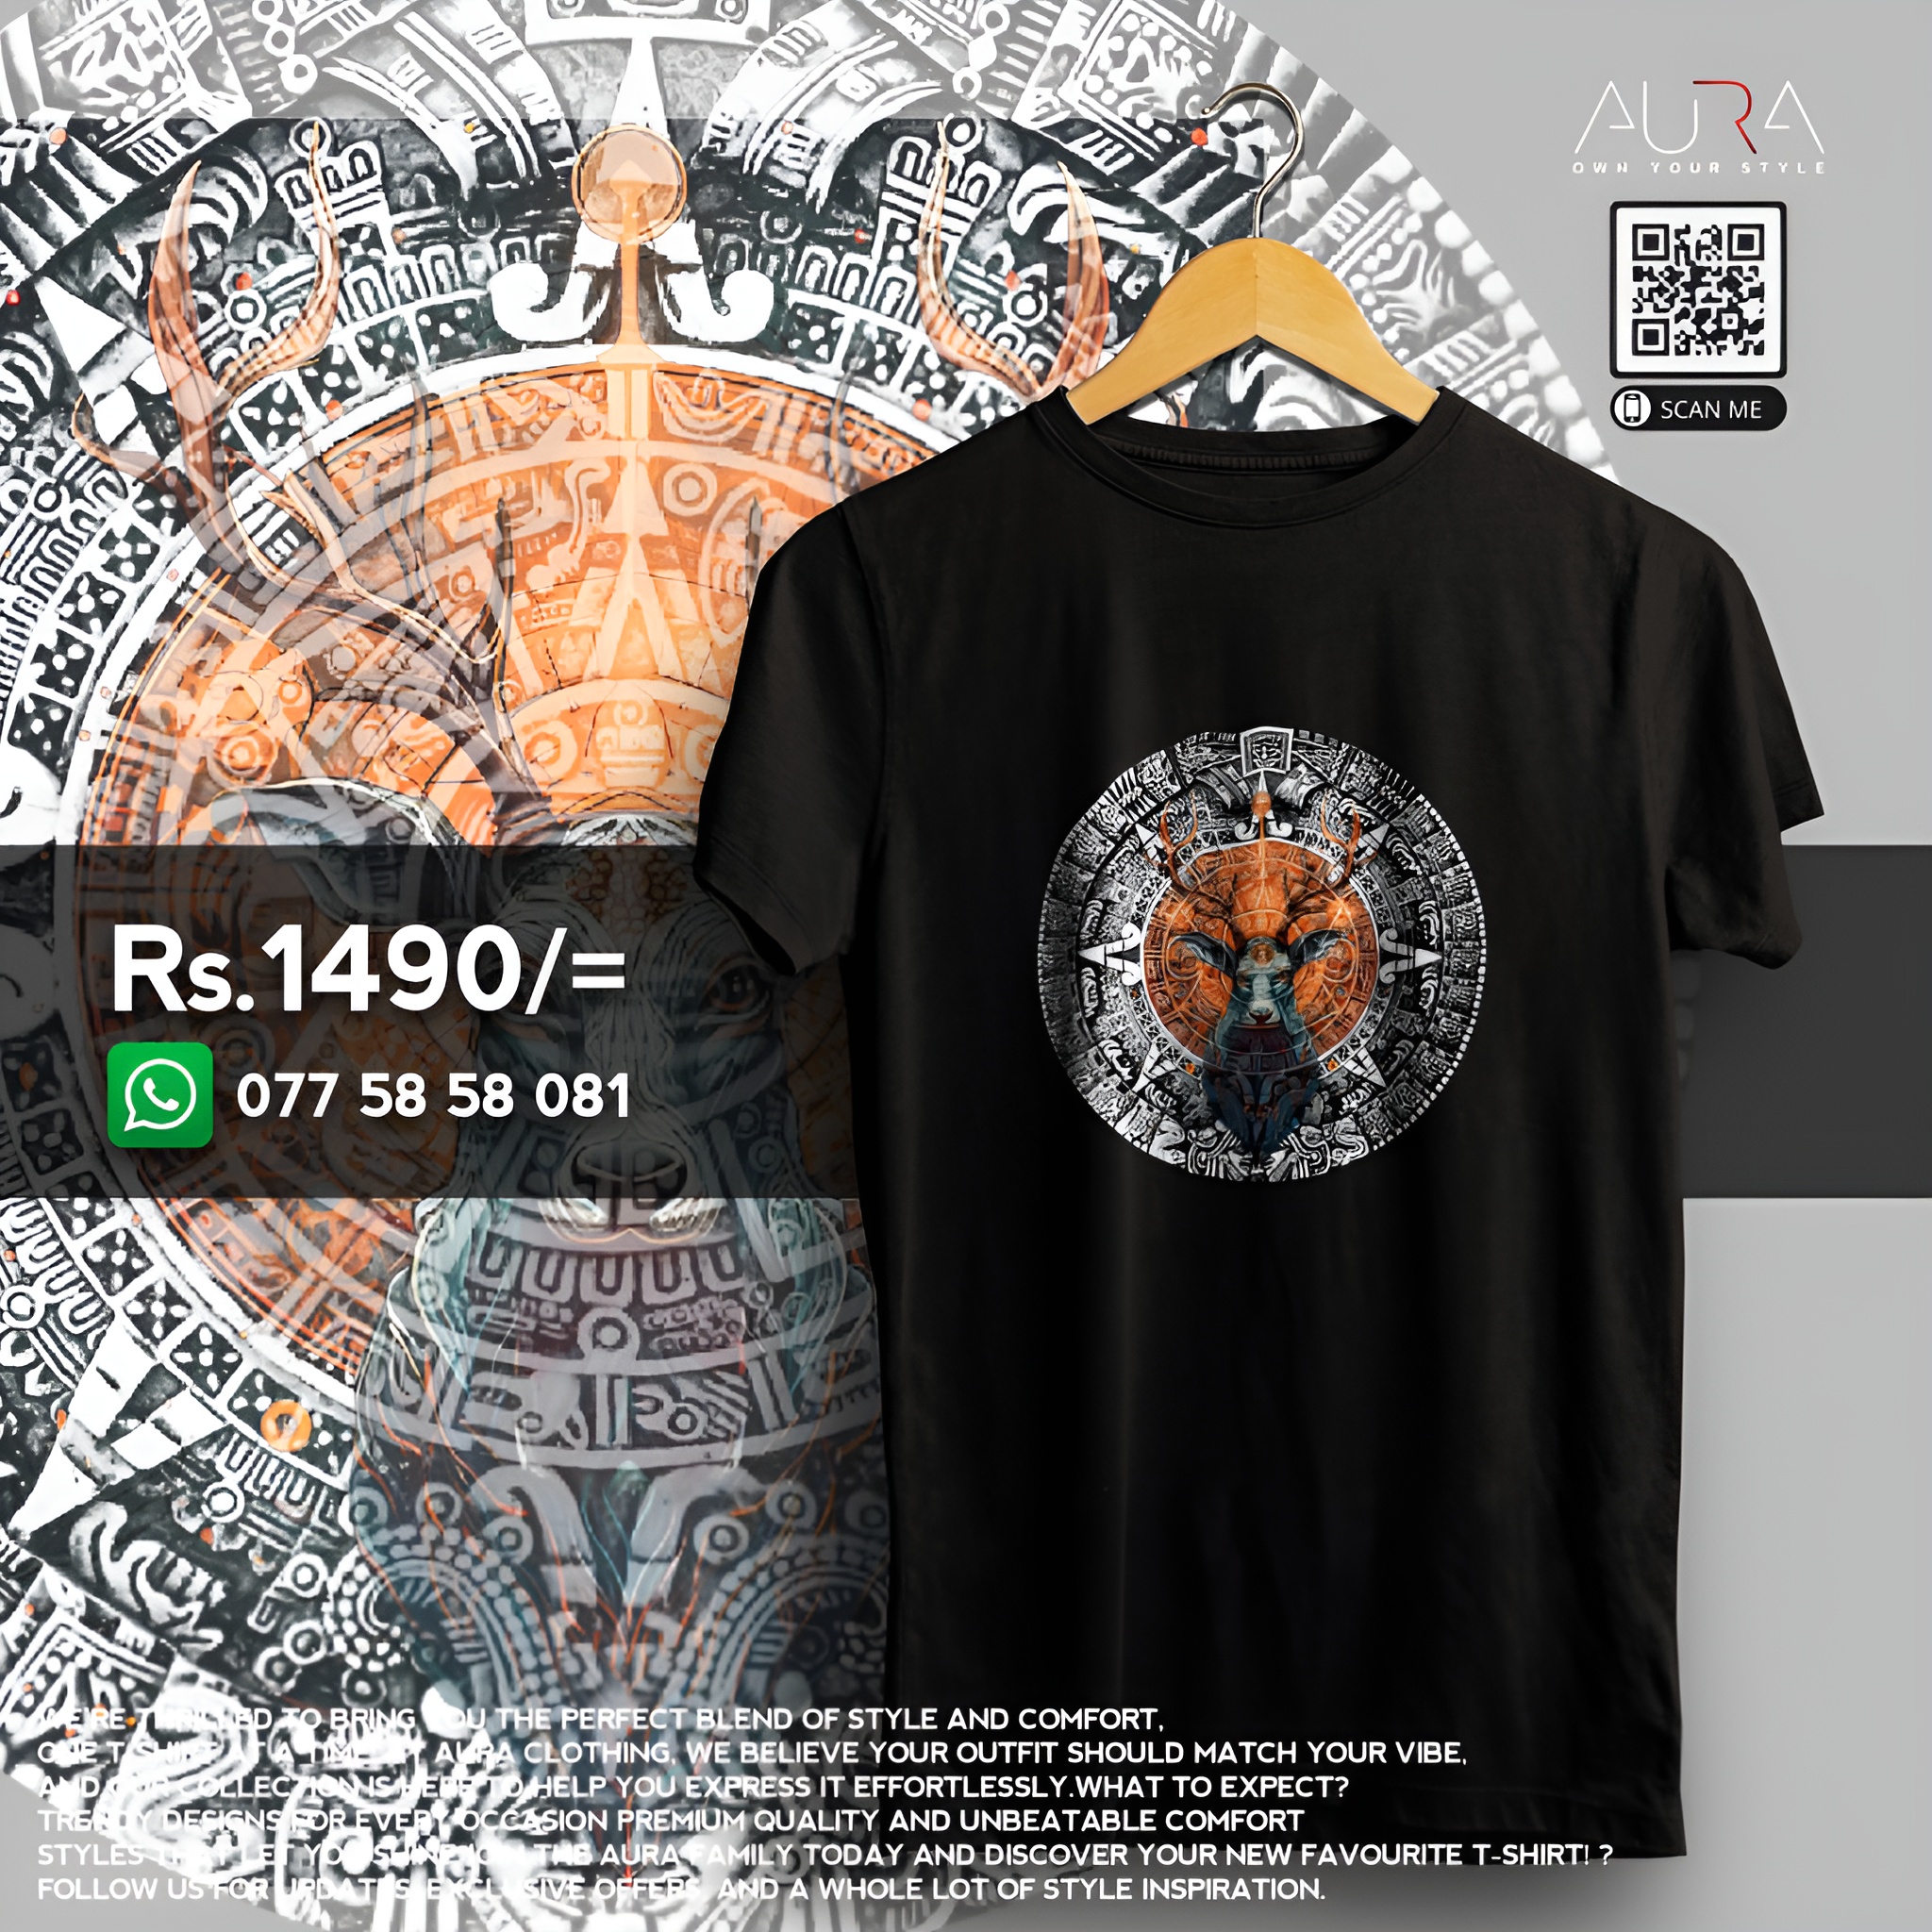 AURA
OWN YOUR STYLE
SCAN ME
Rs.1490/=
077 58 58 081
WE'RE THRILLED TO BRING YOU THE PERFECT BLEND OF STYLE AND COMFORT,
ONE T-SHIRT AT A TIME. AT AURA CLOTHING, WE BELIEVE YOUR OUTFIT SHOULD MATCH YOUR VIBE,
AND OUR COLLECTION IS HERE TO HELP YOU EXPRESS IT EFFORTLESSLY.WHAT TO EXPECT?
TRENDY DESIGNS FOR EVERY OCCASION PREMIUM QUALITY AND UNBEATABLE COMFORT
STYLES THAT LET YOU SHINE JOIN THE AURA FAMILY TODAY AND DISCOVER YOUR NEW FAVOURITE T-SHIRT! ?
FOLLOW US FOR UPDATES, EXCLUSIVE OFFERS, AND A WHOLE LOT OF STYLE INSPIRATION.